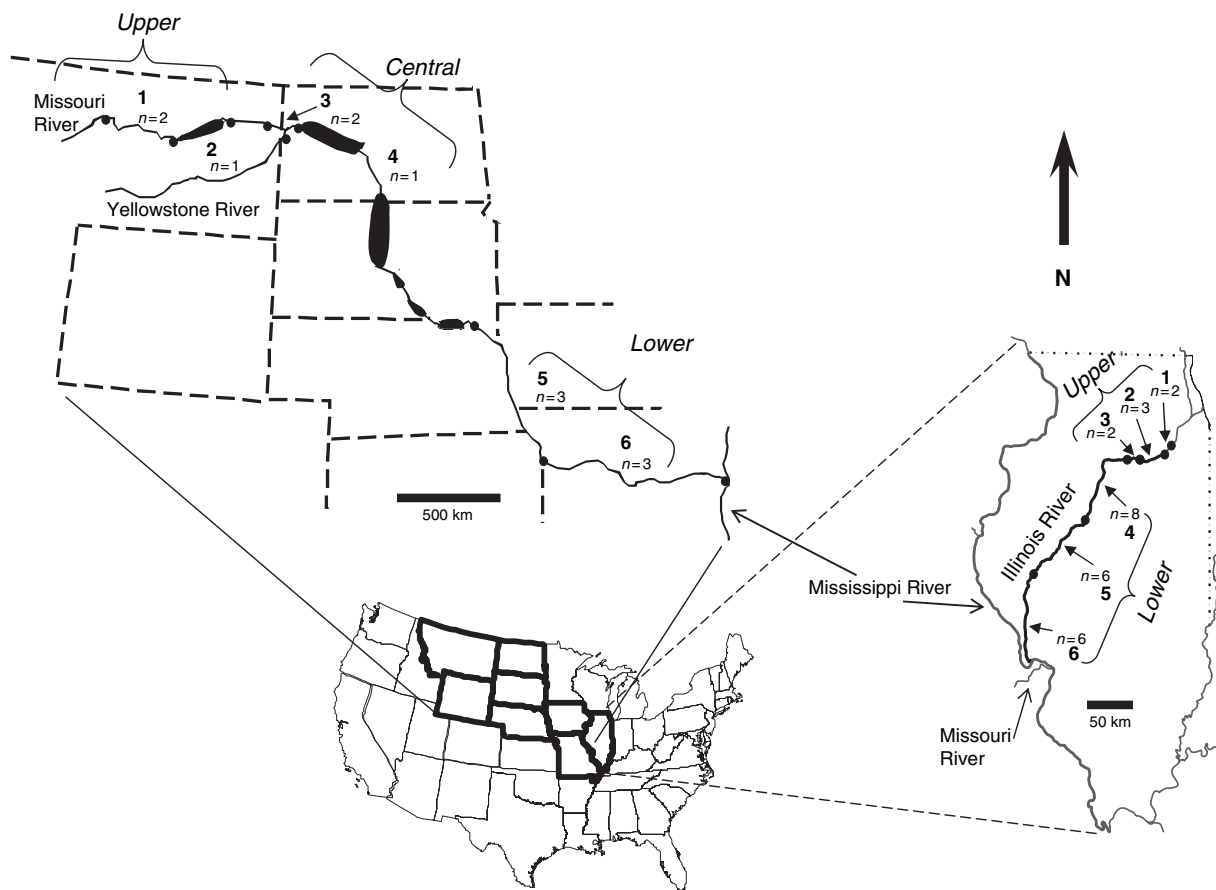 Upper
Central
Missouri
River
1
n=2
3
n=2
2
n=1
4
n=1
Yellowstone River
N
Lower
5
n=3
6
n=3
500 km
Mississippi River
Upper
1
n=2
2
n=3
3
n=2
Illinois River
n=8
4
n=6
5
Lower
n=6
6
50 km
Missouri
River